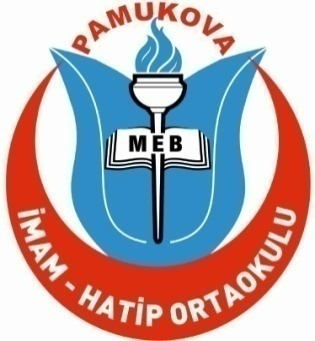 PAMUKOVA
MEB
İMAM - HATİP ORTAOKULU